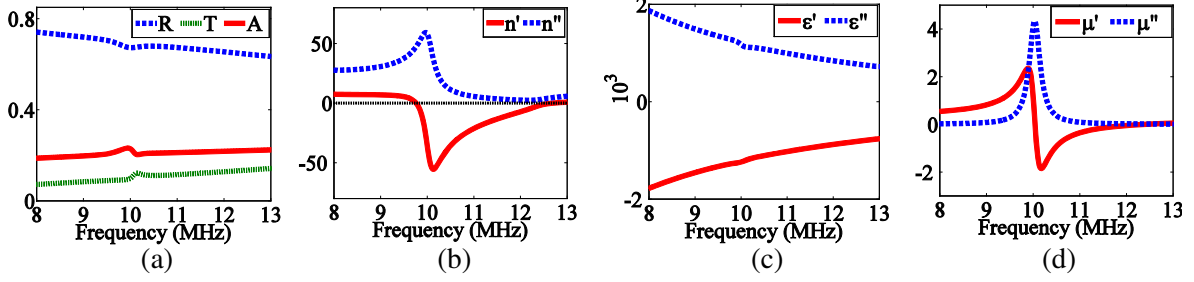 0.8
0.4
0
R T A
8 9 10 11 12 13
Frequency (MHz)
(a)
50
0
-50
n' n"
8 9 10 11 12 13
Frequency (MHz)
(b)
2
0
-2
10³
ε' ε"
8 9 10 11 12 13
Frequency (MHz)
(c)
4
2
0
-2
μ' μ"
8 9 10 11 12 13
Frequency (MHz)
(d)